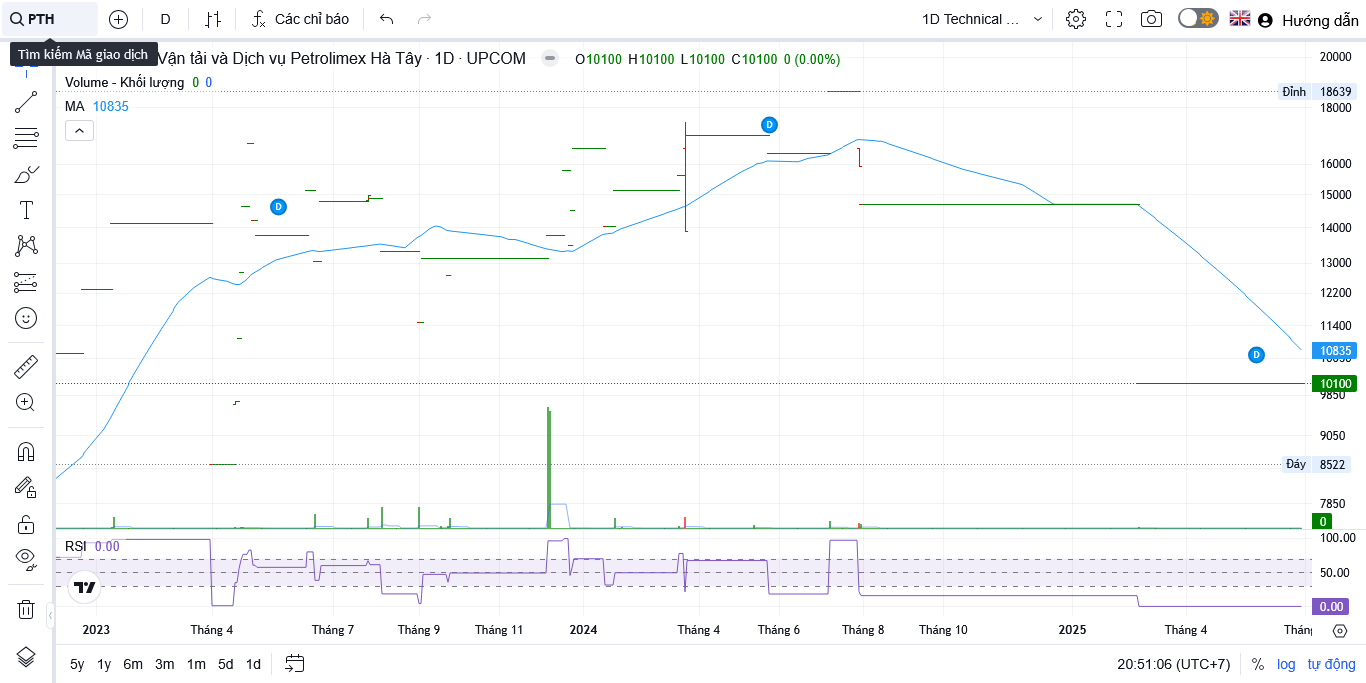 PTH
D
Các chỉ báo
1D Technical ...
Hướng dẫn
Tìm kiếm Mã giao dịch
Vận tải và Dịch vụ Petrolimex Hà Tây · 1D · UPCOM
O10100 H10100 L10100 C10100 0 (0.00%)
Volume - Khối lượng 0 0
MA 10835
20000
Đỉnh 18639
18000
16000
15000
14000
13000
12200
11400
10835
10100
9850
9050
Đáy 8522
7850
0
D
D
D
RSI 0.00
100.00
50.00
0.00
2023 Tháng 4 Tháng 7 Tháng 9 Tháng 11 2024 Tháng 4 Tháng 6 Tháng 8 Tháng 10 2025 Tháng 4
5y 1y 6m 3m 1m 5d 1d
20:51:06 (UTC+7) % log tự động